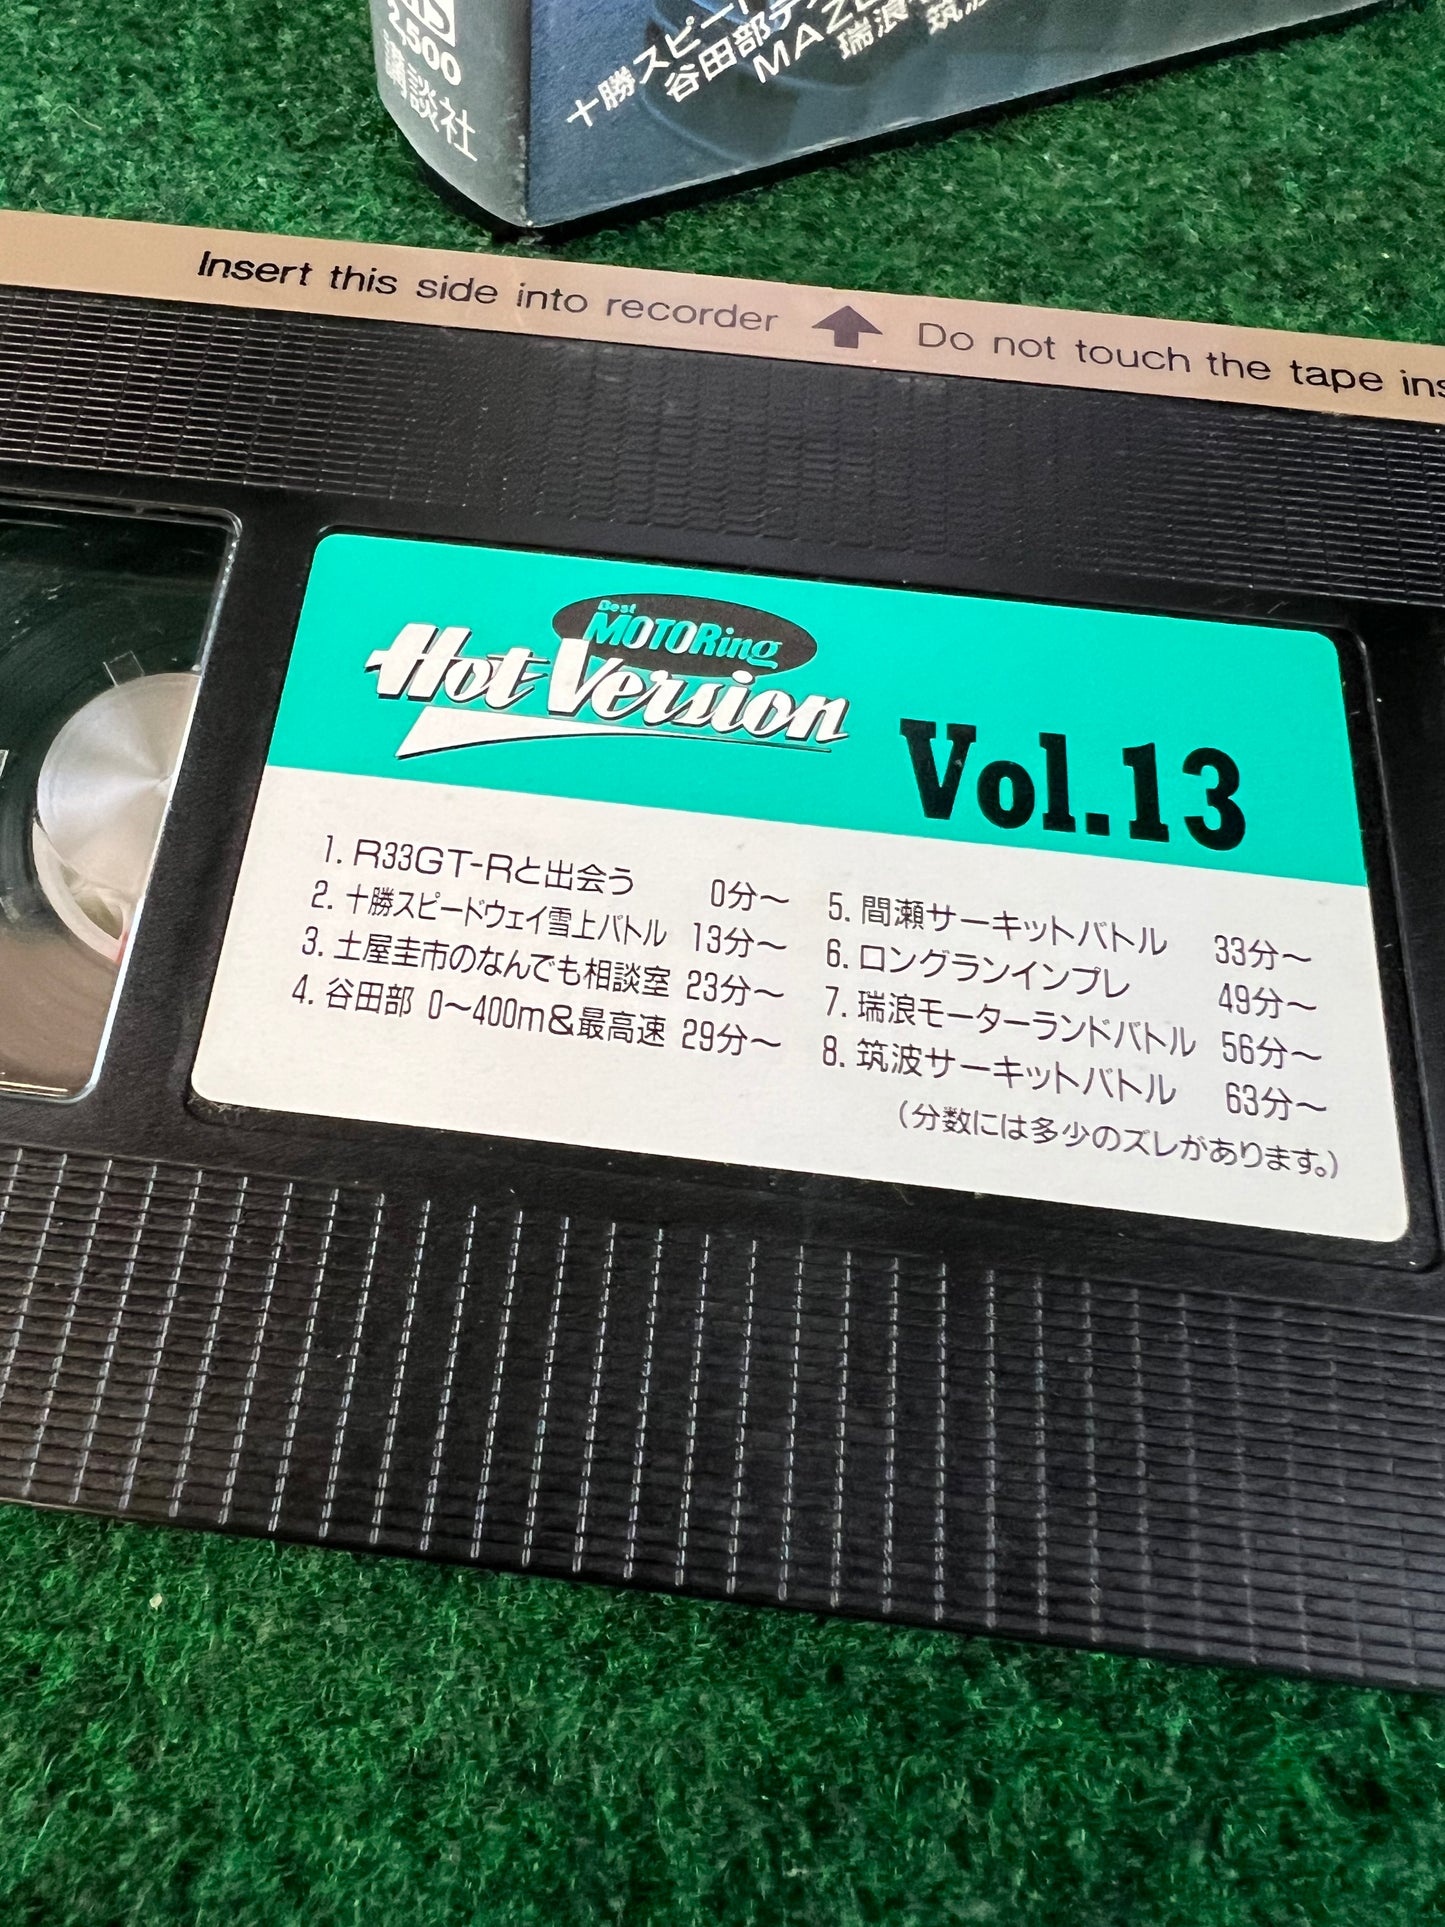 2,500
講談社
十勝スピード
谷田部
MAZ
瑞浪
筑波
Insert this side into recorder Do not touch the tape ins
Best
MOTORing
Hot Version
Vol.13
1. R33GT-Rと出会う 0分～
2. 十勝スピードウェイ雪上バトル 13分～
3. 土屋圭市のなんでも相談室 23分～
4. 谷田部 0～400m&最高速 29分～
5. 間瀬サーキットバトル 33分～
6. ロングランインプレ 49分～
7. 瑞浪モーターランドバトル 56分～
8. 筑波サーキットバトル 63分～
（分数には多少のズレがあります。）